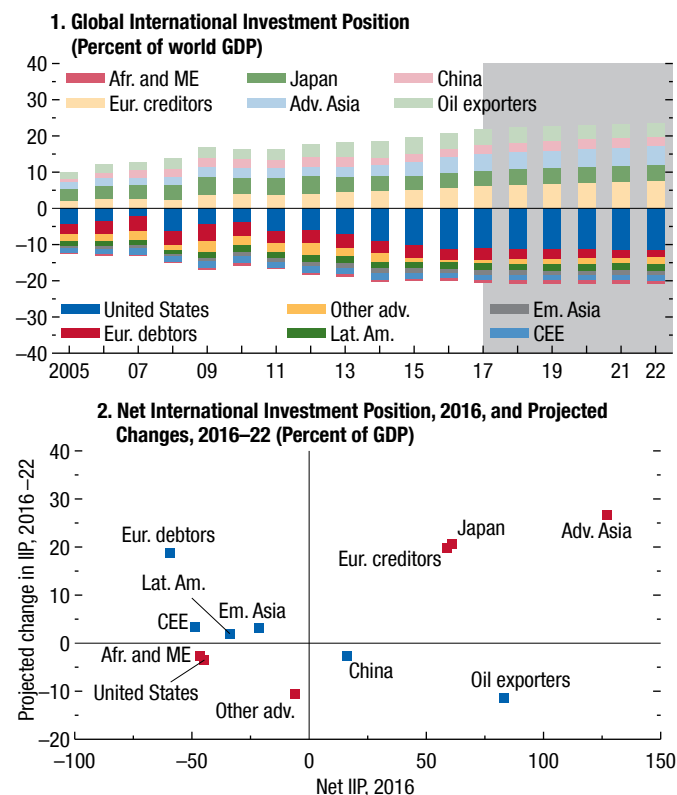 1. Global International Investment Position
(Percent of world GDP)
40
30
20
10
0
–10
–20
–30
–40
Afr. and ME
Japan
China
Eur. creditors
Adv. Asia
Oil exporters
United States
Other adv.
Em. Asia
Eur. debtors
Lat. Am.
CEE
2005 07 09 11 13 15 17 19 21 22
2. Net International Investment Position, 2016, and Projected
Changes, 2016–22 (Percent of GDP)
Projected change in IIP, 2016–22
40
30
20
10
0
–10
–20
Eur. debtors
Japan
Adv. Asia
Eur. creditors
Lat. Am.
Em. Asia
CEE
Afr. and ME
China
United States
Oil exporters
Other adv.
–100 –50 0 50 100 150
Net IIP, 2016